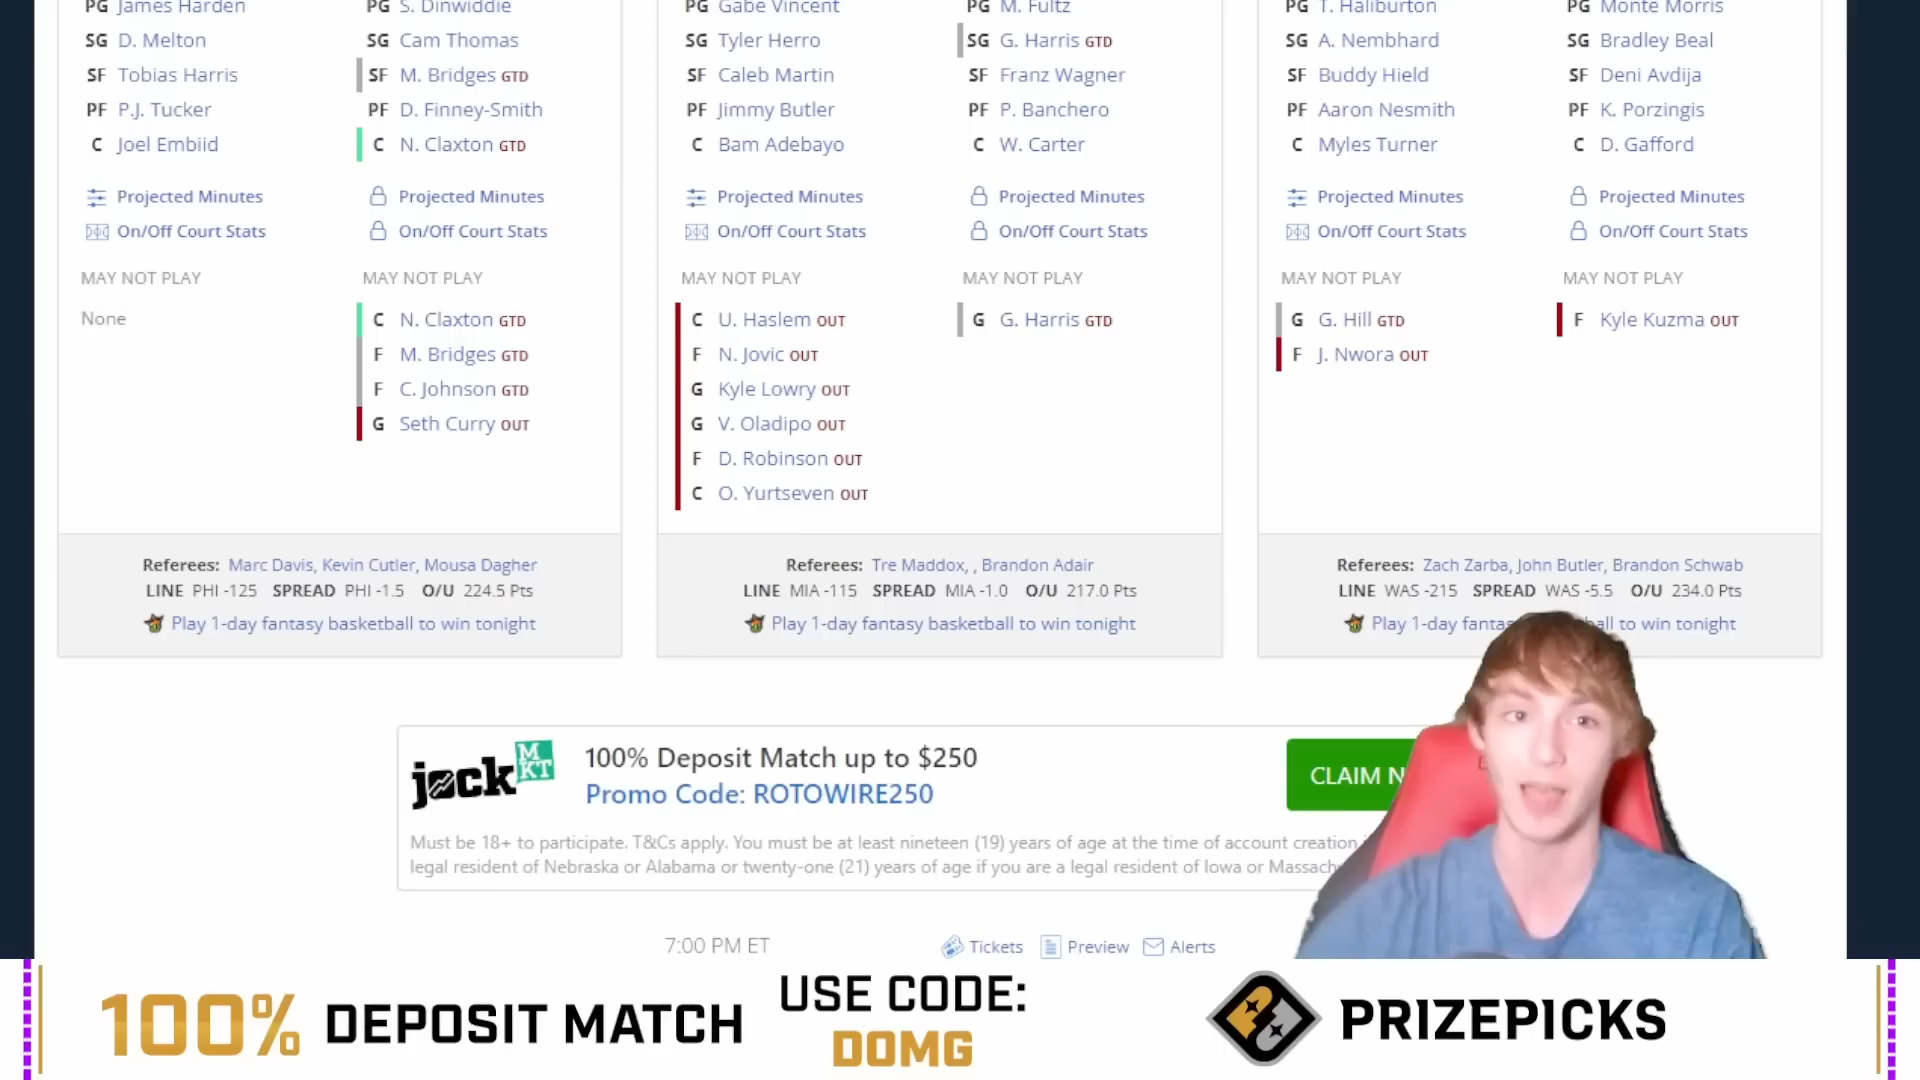 PG James Harden
SG D. Melton
SF Tobias Harris
PF P.J. Tucker
C Joel Embiid
Projected Minutes
On/Off Court Stats
MAY NOT PLAY
None
PG S. Dinwiddie
SG Cam Thomas
SF M. Bridges GTD
PF D. Finney-Smith
C N. Claxton GTD
Projected Minutes
On/Off Court Stats
MAY NOT PLAY
C N. Claxton GTD
F M. Bridges GTD
F C. Johnson GTD
G Seth Curry OUT
Referees: Marc Davis, Kevin Cutler, Mousa Dagher
LINE PHI -125 SPREAD PHI -1.5 O/U 224.5 Pts
Play 1-day fantasy basketball to win tonight
PG Gabe Vincent
SG Tyler Herro
SF Caleb Martin
PF Jimmy Butler
C Bam Adebayo
Projected Minutes
On/Off Court Stats
MAY NOT PLAY
C U. Haslem OUT
F N. Jovic OUT
G Kyle Lowry OUT
G V. Oladipo OUT
F D. Robinson OUT
C O. Yurtseven OUT
PG M. Fultz
SG G. Harris GTD
SF Franz Wagner
PF P. Banchero
C W. Carter
Projected Minutes
On/Off Court Stats
MAY NOT PLAY
G G. Harris GTD
Referees: Tre Maddox, , Brandon Adair
LINE MIA -115 SPREAD MIA -1.0 O/U 217.0 Pts
Play 1-day fantasy basketball to win tonight
PG T. Haliburton
SG A. Nembhard
SF Buddy Hield
PF Aaron Nesmith
C Myles Turner
Projected Minutes
On/Off Court Stats
MAY NOT PLAY
G G. Hill GTD
F J. Nwora OUT
PG Monte Morris
SG Bradley Beal
SF Deni Avdija
PF K. Porzingis
C D. Gafford
Projected Minutes
On/Off Court Stats
MAY NOT PLAY
F Kyle Kuzma OUT
Referees: Zach Zarba, John Butler, Brandon Schwab
LINE WAS -215 SPREAD WAS -5.5 O/U 234.0 Pts
Play 1-day to win tonight
jock MKT
100% Deposit Match up to $250
Promo Code: ROTOWIRE250
CLAIM
Must be 18+ to participate. T&Cs apply. You must be at least nineteen (19) years of age at the time of account creation
legal resident of Nebraska or Alabama or twenty-one (21) years of age if you are a legal resident of Iowa or
7:00 PM ET
Tickets Preview Alerts
100% DEPOSIT MATCH
USE CODE:
DOMG
PRIZEPICKS